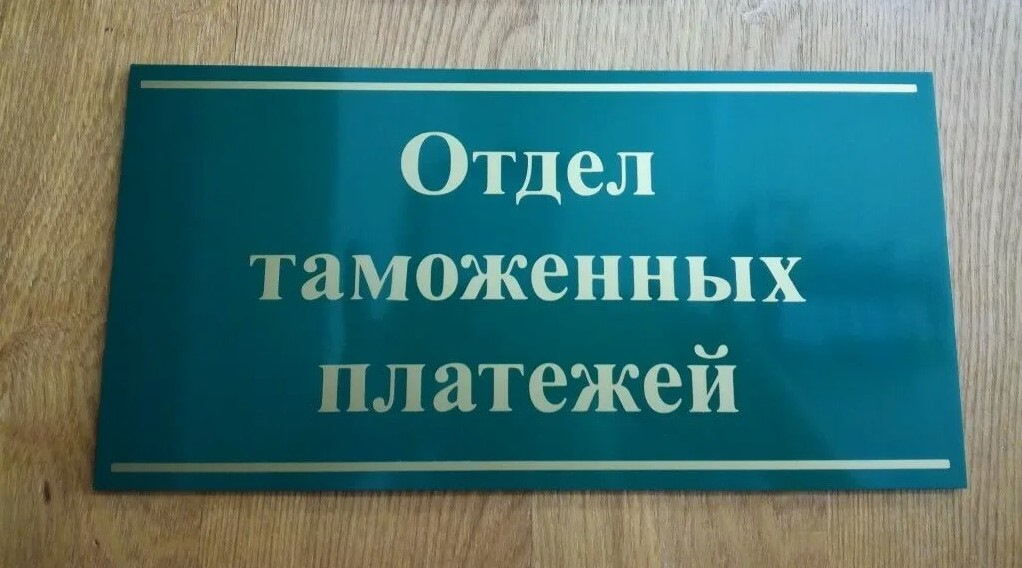 Отдел
таможенных
платежей